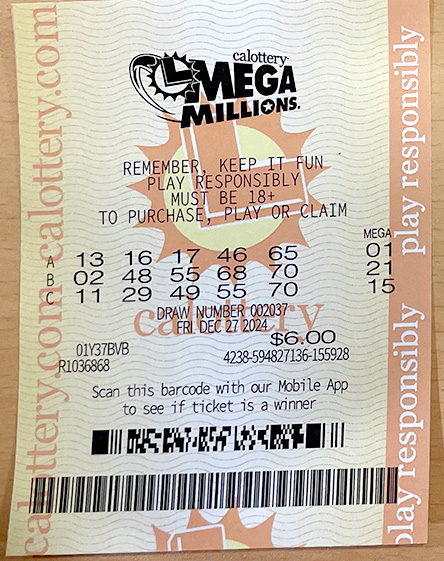 calottery
MEGA
MILLIONS
REMEMBER, KEEP IT FUN
PLAY RESPONSIBLY
MUST BE 18+
TO PURCHASE, PLAY OR CLAIM
MEGA
A 13 16 17 46 65 01
B 02 48 55 68 70 21
C 11 29 49 55 70 15
calottery
DRAW NUMBER 002037
FRI DEC 27 2024
$6.00
01Y37BVB 4238-594827136-155928
R1036868
Scan this barcode with our Mobile App
to see if ticket is a winner
calottery.com-calottery.com
play responsibly play responsibly